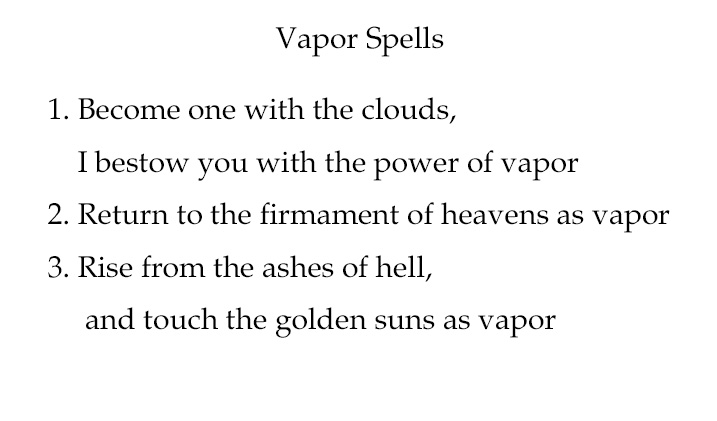 Vapor Spells
1. Become one with the clouds,
I bestow you with the power of vapor
2. Return to the firmament of heavens as vapor
3. Rise from the ashes of hell,
and touch the golden suns as vapor